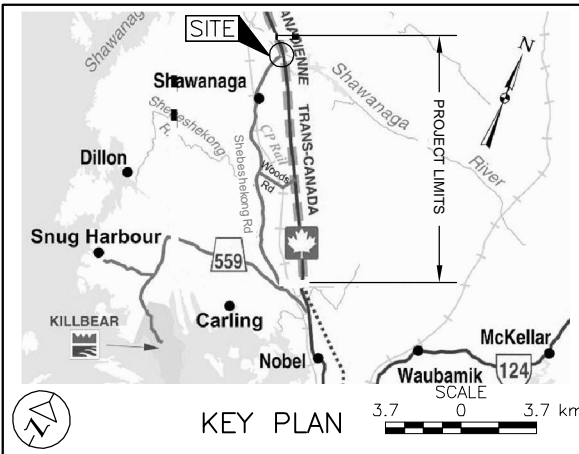 SITE
CANADIENNE
TRANS-CANADA
N
Shawanaga
Shawanaga
Shawanaga
River
Shebeshekong
R.
Shebeshekong Rd
CP Rail
Woods
Rd
PROJECT LIMITS
Dillon
Snug Harbour
559
KILLBEAR
Carling
Nobel
McKellar
Waubamik
124
N
KEY PLAN
SCALE
3.7 0 3.7 km